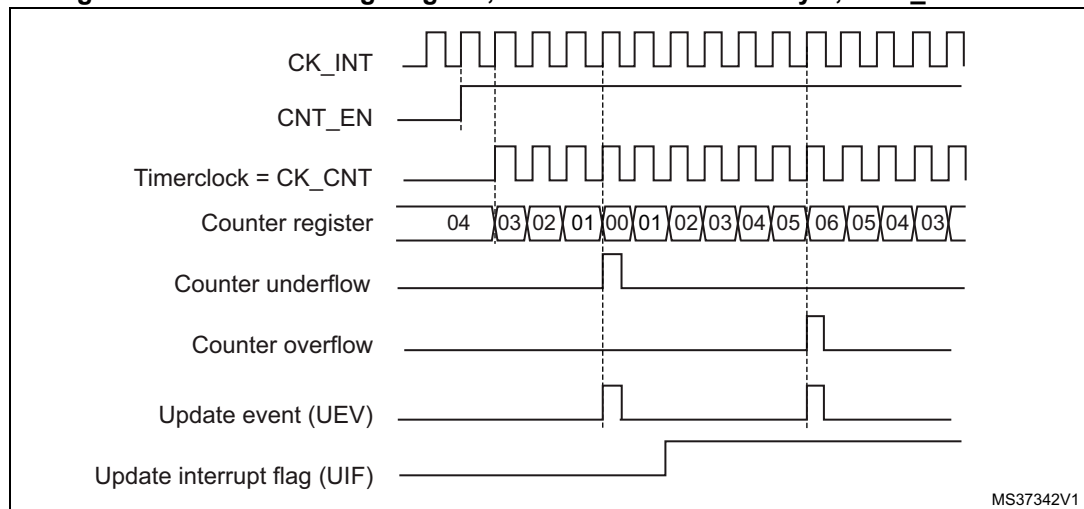 CK_INT
CNT_EN
Timerclock = CK_CNT
Counter register 04 03 02 01 00 01 02 03 04 05 06 05 04 03
Counter underflow
Counter overflow
Update event (UEV)
Update interrupt flag (UIF)
MS37342V1